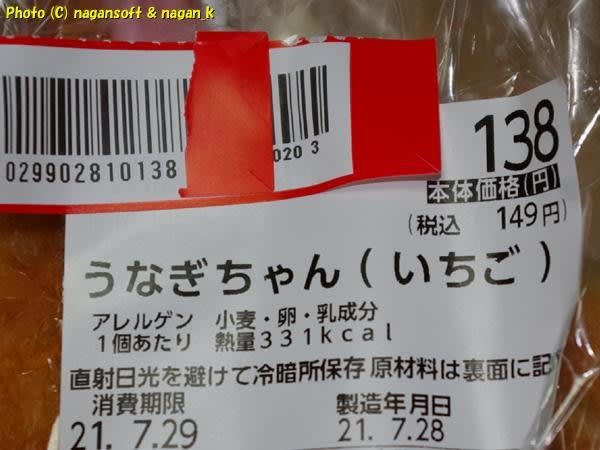 Photo (C) nagansoft & nagan_k
029902810138
020 3
138
本体価格(円)
(税込 149円)
うなぎちゃん(いちご)
アレルゲン 小麦・卵・乳成分
1個あたり 熱量331kcal
直射日光を避けて冷暗所保存 原材料は裏面に記
消費期限 製造年月日
21. 7.29 21. 7.28